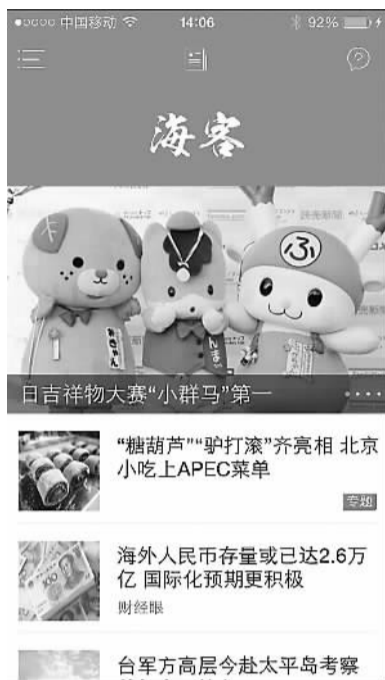 中国移动 14:06 92%
海客
ふ
日吉祥物大赛“小群马”第一
“糖葫芦”“驴打滚”齐亮相 北京
小吃上APEC菜单
专题
海外人民币存量或已达2.6万
亿 国际化预期更积极
财经眼
台军方高层今赴太平岛考察